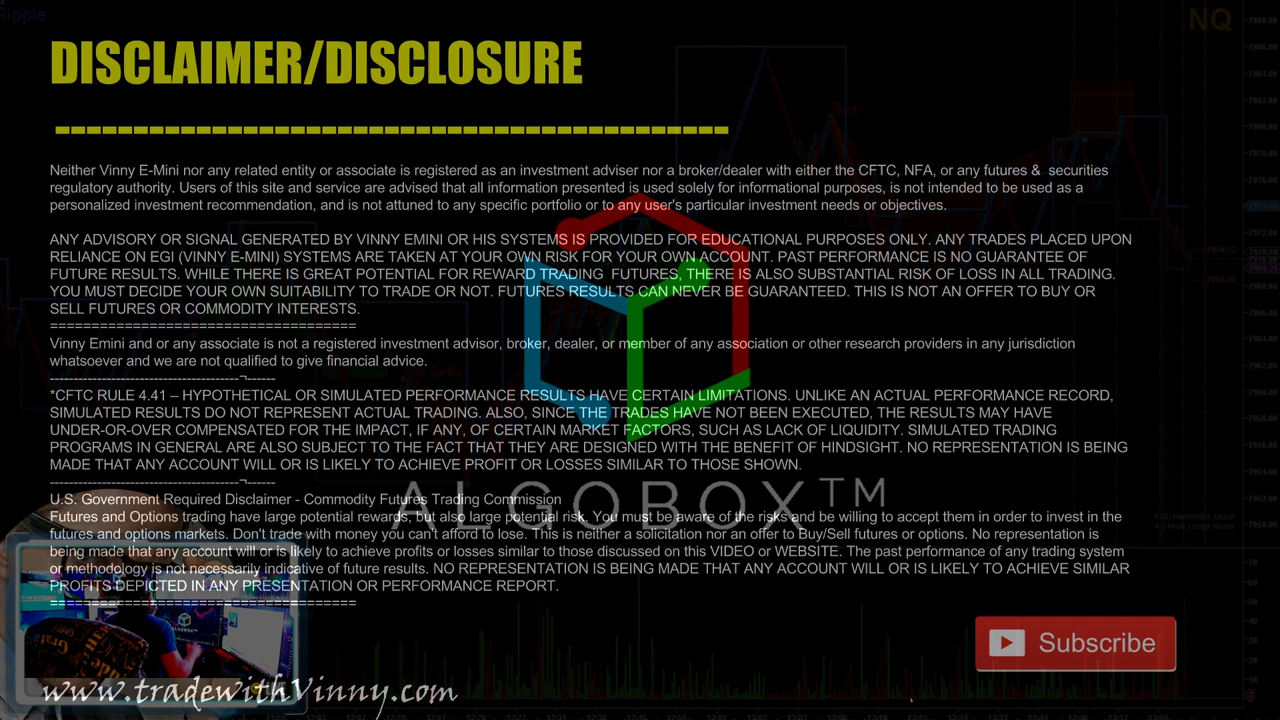 Ripple
NQ
DISCLAIMER/DISCLOSURE
-------------------------------------------
Neither Vinny E-Mini nor any related entity or associate is registered as an investment adviser nor a broker/dealer with either the CFTC, NFA, or any futures & securities
regulatory authority. Users of this site and service are advised that all information presented is used solely for informational purposes, is not intended to be used as a
personalized investment recommendation, and is not attuned to any specific portfolio or to any user's particular investment needs or objectives.
ANY ADVISORY OR SIGNAL GENERATED BY VINNY EMINI OR HIS SYSTEMS IS PROVIDED FOR EDUCATIONAL PURPOSES ONLY. ANY TRADES PLACED UPON
RELIANCE ON EGI (VINNY E-MINI) SYSTEMS ARE TAKEN AT YOUR OWN RISK FOR YOUR OWN ACCOUNT. PAST PERFORMANCE IS NO GUARANTEE OF
FUTURE RESULTS. WHILE THERE IS GREAT POTENTIAL FOR REWARD TRADING FUTURES, THERE IS ALSO SUBSTANTIAL RISK OF LOSS IN ALL TRADING.
YOU MUST DECIDE YOUR OWN SUITABILITY TO TRADE OR NOT. FUTURES RESULTS CAN NEVER BE GUARANTEED. THIS IS NOT AN OFFER TO BUY OR
SELL FUTURES OR COMMODITY INTERESTS.
=====================================
Vinny Emini and or any associate is not a registered investment advisor, broker, dealer, or member of any association or other research providers in any jurisdiction
whatsoever and we are not qualified to give financial advice.
----------------------------------------¬------
*CFTC RULE 4.41 – HYPOTHETICAL OR SIMULATED PERFORMANCE RESULTS HAVE CERTAIN LIMITATIONS. UNLIKE AN ACTUAL PERFORMANCE RECORD,
SIMULATED RESULTS DO NOT REPRESENT ACTUAL TRADING. ALSO, SINCE THE TRADES HAVE NOT BEEN EXECUTED, THE RESULTS MAY HAVE
UNDER-OR-OVER COMPENSATED FOR THE IMPACT, IF ANY, OF CERTAIN MARKET FACTORS, SUCH AS LACK OF LIQUIDITY. SIMULATED TRADING
PROGRAMS IN GENERAL ARE ALSO SUBJECT TO THE FACT THAT THEY ARE DESIGNED WITH THE BENEFIT OF HINDSIGHT. NO REPRESENTATION IS BEING
MADE THAT ANY ACCOUNT WILL OR IS LIKELY TO ACHIEVE PROFIT OR LOSSES SIMILAR TO THOSE SHOWN.
----------------------------------------¬------
U.S. Government Required Disclaimer - Commodity Futures Trading Commission
Futures and Options trading have large potential rewards, but also large potential risk. You must be aware of the risks and be willing to accept them in order to invest in the
futures and options markets. Don't trade with money you can't afford to lose. This is neither a solicitation nor an offer to Buy/Sell futures or options. No representation is
being made that any account will or is likely to achieve profits or losses similar to those discussed on this VIDEO or WEBSITE. The past performance of any trading system
or methodology is not necessarily indicative of future results. NO REPRESENTATION IS BEING MADE THAT ANY ACCOUNT WILL OR IS LIKELY TO ACHIEVE SIMILAR
PROFITS DEPICTED IN ANY PRESENTATION OR PERFORMANCE REPORT.
=====================================
ALGOBOX™
ALGOBOX™
Subscribe
www.tradewithVinny.com